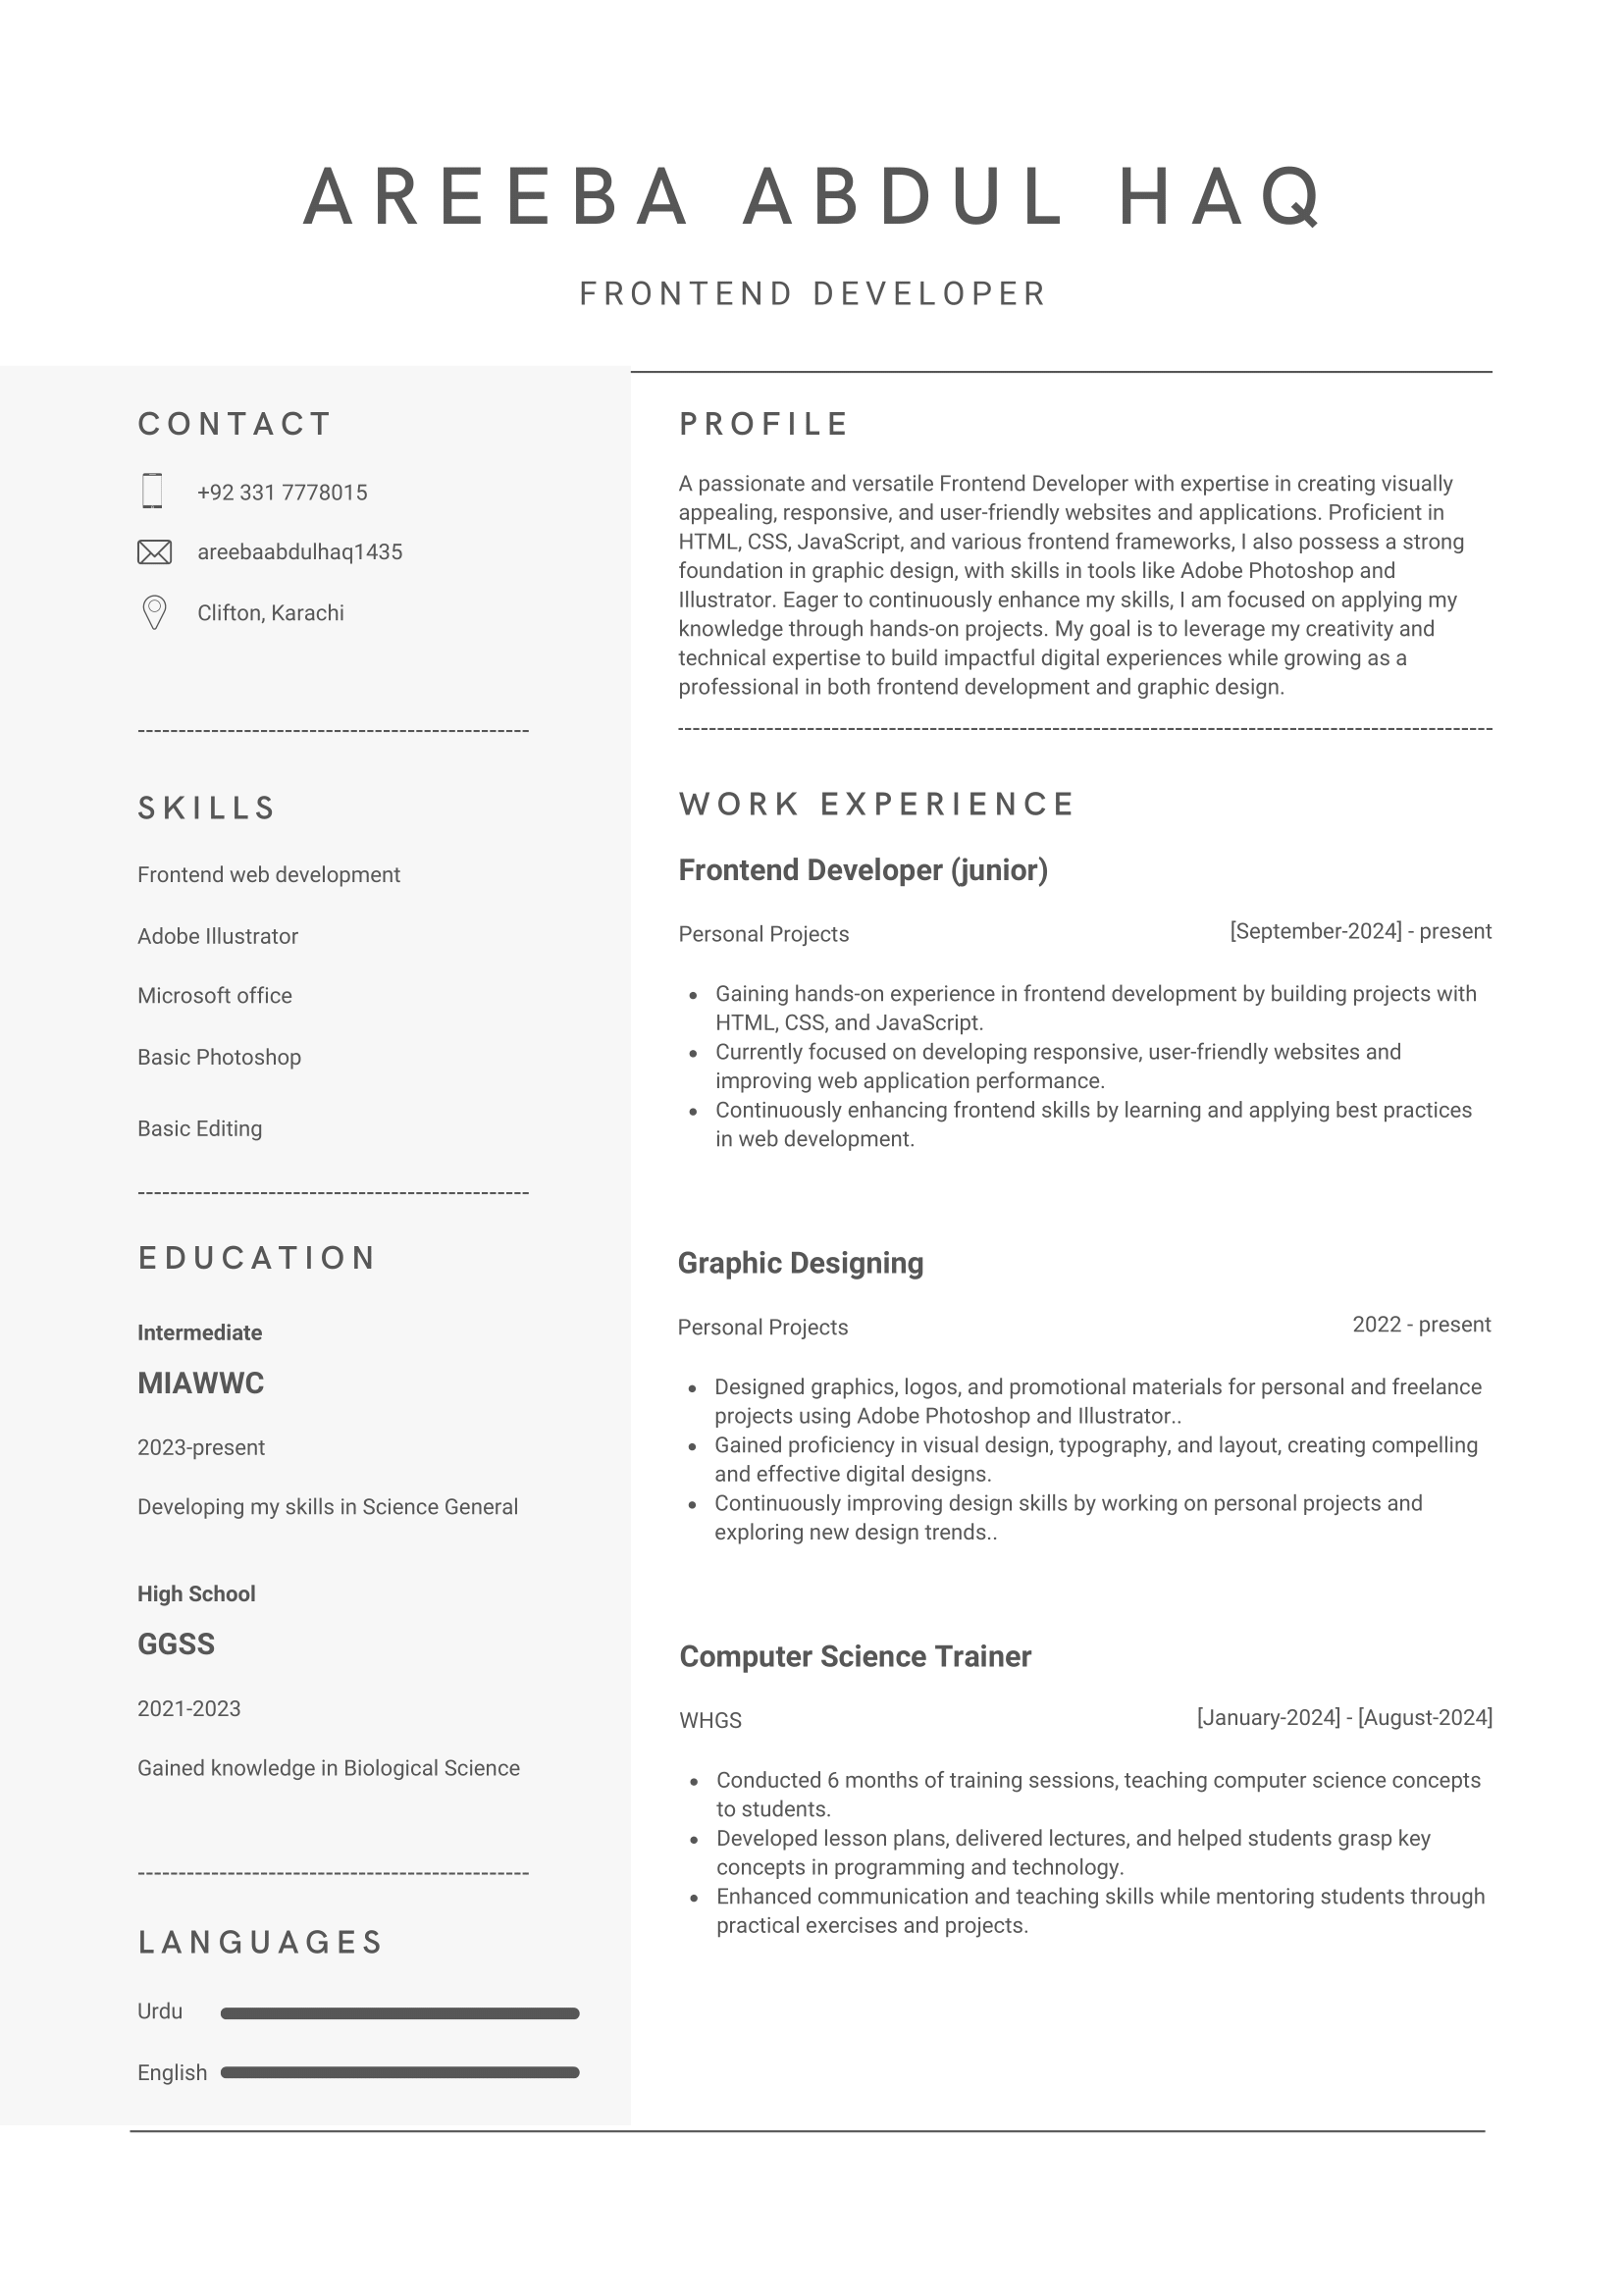 AREEBA ABDUL HAQ
FRONTEND DEVELOPER
CONTACT
+92 331 7778015
areebaabdulhaq1435
Clifton, Karachi
SKILLS
Frontend web development
Adobe Illustrator
Microsoft office
Basic Photoshop
Basic Editing
EDUCATION
Intermediate
MIAWWC
2023-present
Developing my skills in Science General
High School
GGSS
2021-2023
Gained knowledge in Biological Science
LANGUAGES
Urdu
English
PROFILE
A passionate and versatile Frontend Developer with expertise in creating visually
appealing, responsive, and user-friendly websites and applications. Proficient in
HTML, CSS, JavaScript, and various frontend frameworks, I also possess a strong
foundation in graphic design, with skills in tools like Adobe Photoshop and
Illustrator. Eager to continuously enhance my skills, I am focused on applying my
knowledge through hands-on projects. My goal is to leverage my creativity and
technical expertise to build impactful digital experiences while growing as a
professional in both frontend development and graphic design.
WORK EXPERIENCE
Frontend Developer (junior)
Personal Projects [September-2024] - present
• Gaining hands-on experience in frontend development by building projects with
HTML, CSS, and JavaScript.
• Currently focused on developing responsive, user-friendly websites and
improving web application performance.
• Continuously enhancing frontend skills by learning and applying best practices
in web development.
Graphic Designing
Personal Projects 2022 - present
• Designed graphics, logos, and promotional materials for personal and freelance
projects using Adobe Photoshop and Illustrator..
• Gained proficiency in visual design, typography, and layout, creating compelling
and effective digital designs.
• Continuously improving design skills by working on personal projects and
exploring new design trends..
Computer Science Trainer
WHGS [January-2024] - [August-2024]
• Conducted 6 months of training sessions, teaching computer science concepts
to students.
• Developed lesson plans, delivered lectures, and helped students grasp key
concepts in programming and technology.
• Enhanced communication and teaching skills while mentoring students through
practical exercises and projects.